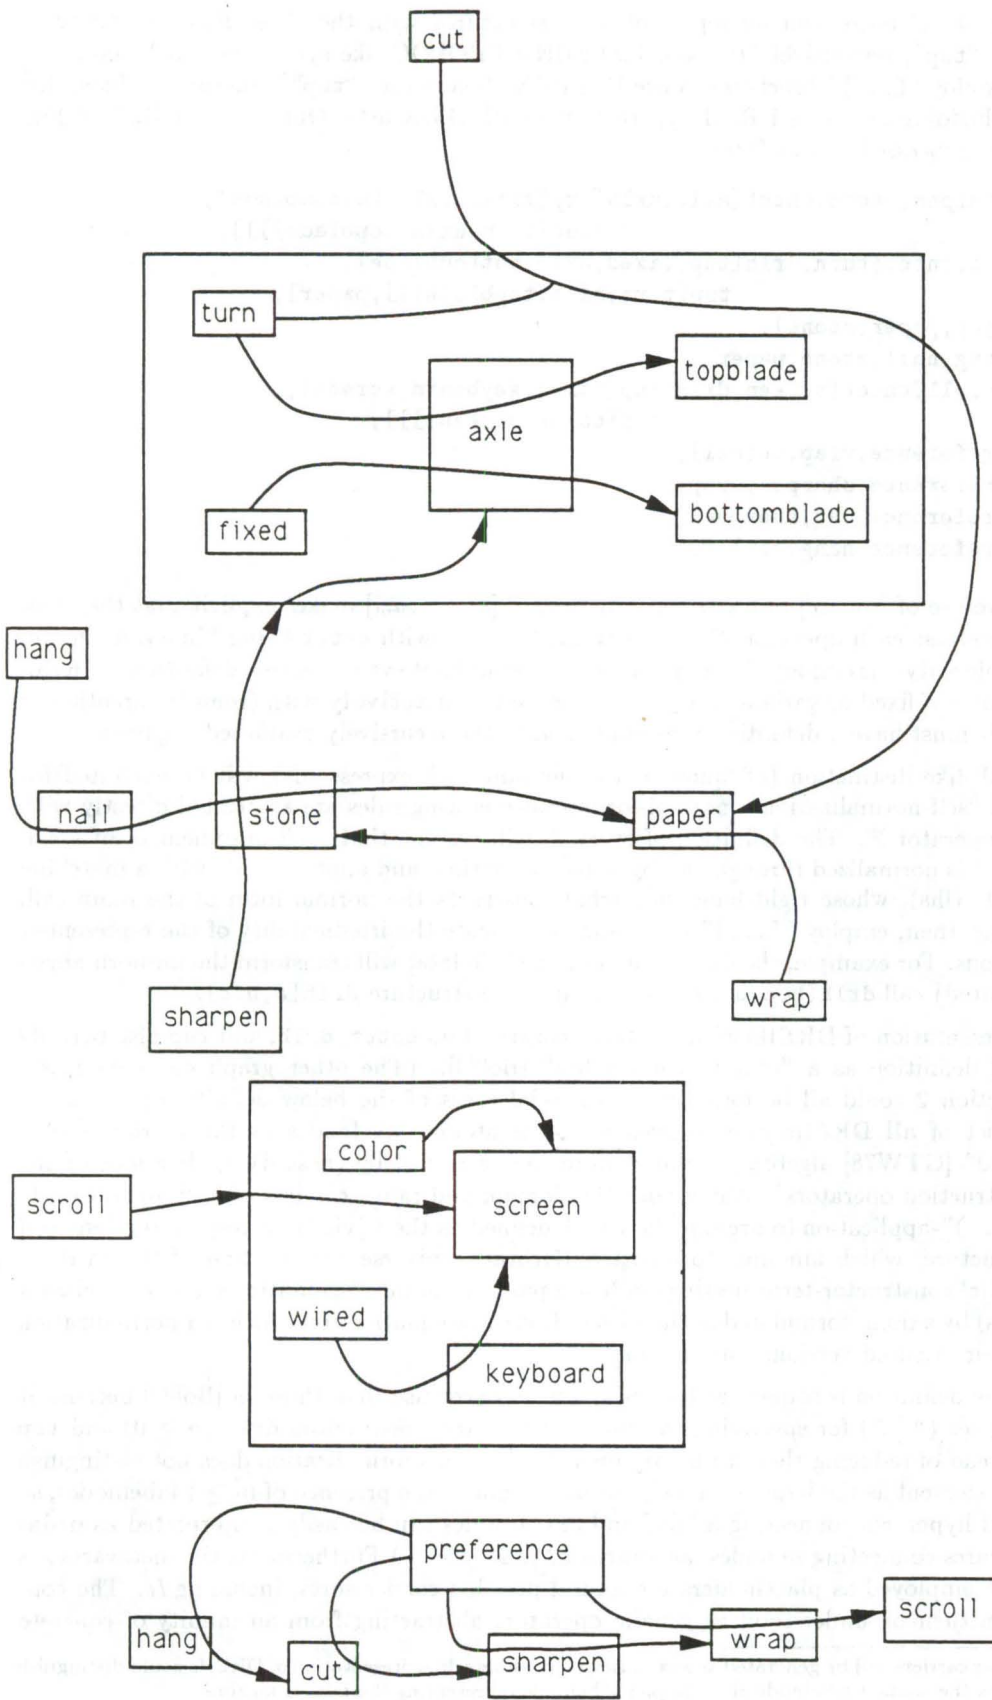 cut
turn
topblade
axle
fixed
bottomblade
hang
nail
stone
paper
sharpen
wrap
color
scroll
screen
wired
keyboard
preference
scroll
hang
wrap
cut
sharpen